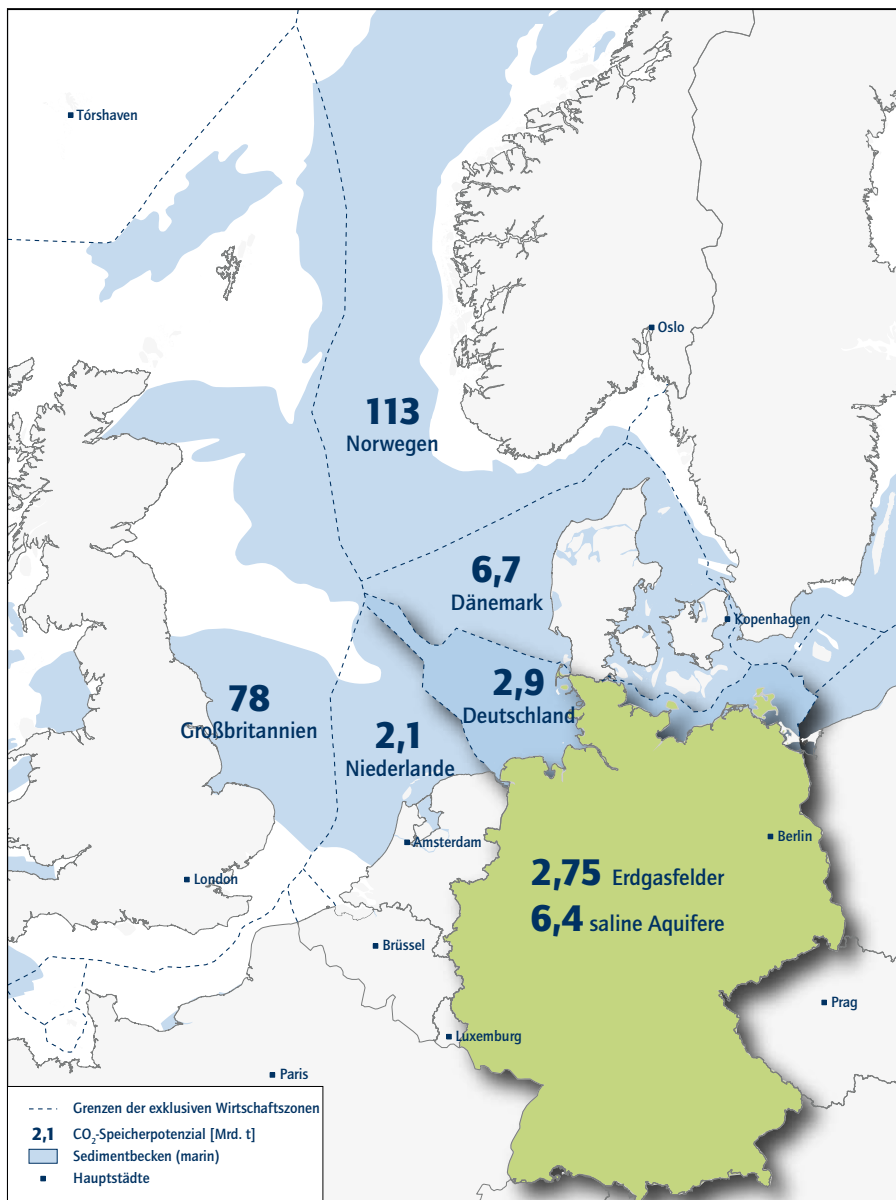 Tórshaven
Oslo
113
Norwegen
6,7
Dänemark
Kopenhagen
78
Großbritannien
2,9
Deutschland
2,1
Niederlande
Amsterdam
Berlin
London
2,75 Erdgasfelder
6,4 saline Aquifere
Brüssel
Prag
Luxemburg
Paris
Grenzen der exklusiven Wirtschaftszonen
2,1 CO₂-Speicherpotenzial [Mrd. t]
Sedimentbecken (marin)
Hauptstädte